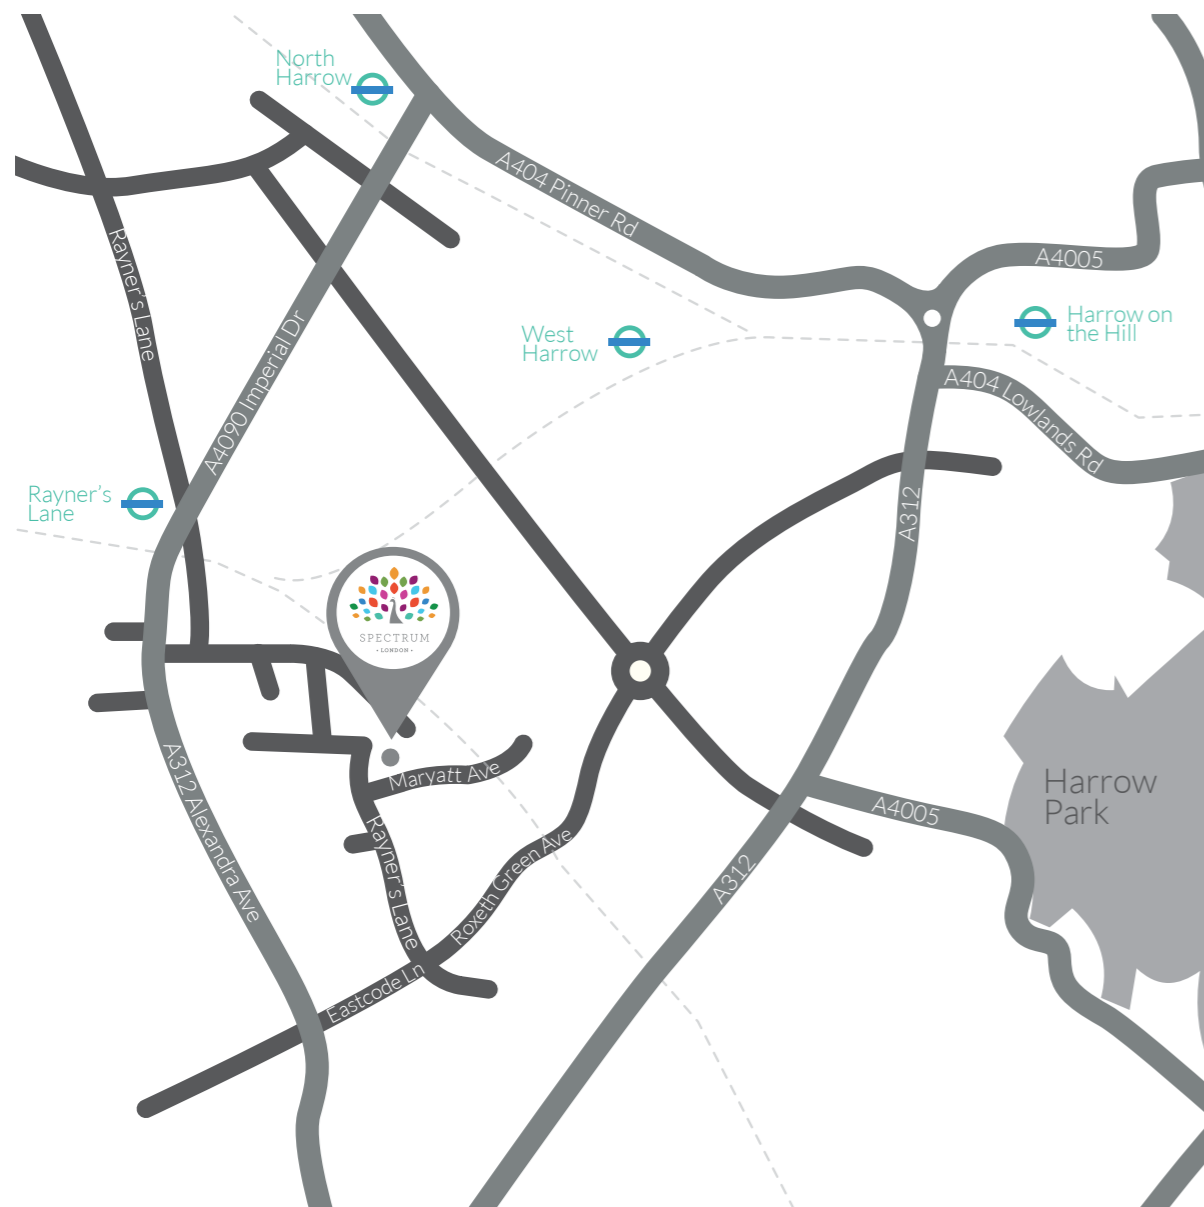 North
Harrow
A404 Pinner Rd
Rayner's Lane
A4005
A4090 Imperial Dr
West
Harrow
Harrow on
the Hill
A404 Lowlands Rd
Rayner's
Lane
A312
SPECTRUM
• LONDON •
Maryatt Ave
A312 Alexandra Ave
Harrow
Park
A4005
Rayner's Lane
Roxeth Green Ave
A312
Eastcode Ln